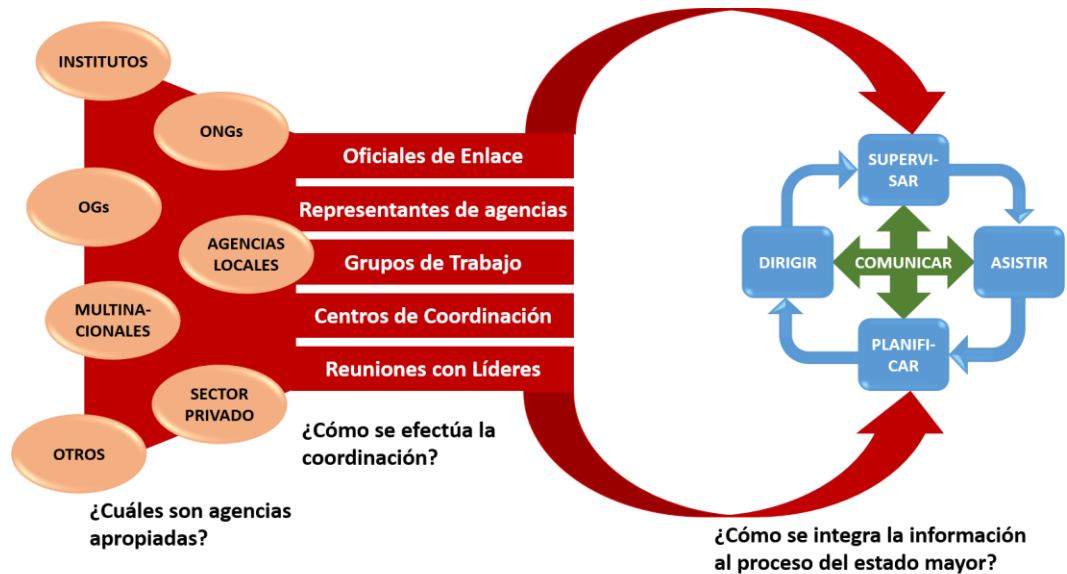 INSTITUTOS
ONGs
OGs
AGENCIAS
LOCALES
MULTINA-
CIONALES
SECTOR
PRIVADO
OTROS
¿Cuáles son agencias
apropiadas?
Oficiales de Enlace
Representantes de agencias
Grupos de Trabajo
Centros de Coordinación
Reuniones con Líderes
¿Cómo se efectúa la
coordinación?
SUPERVI-
SAR
DIRIGIR
COMUNICAR
ASISTIR
PLANIFI-
CAR
¿Cómo se integra la información
al proceso del estado mayor?